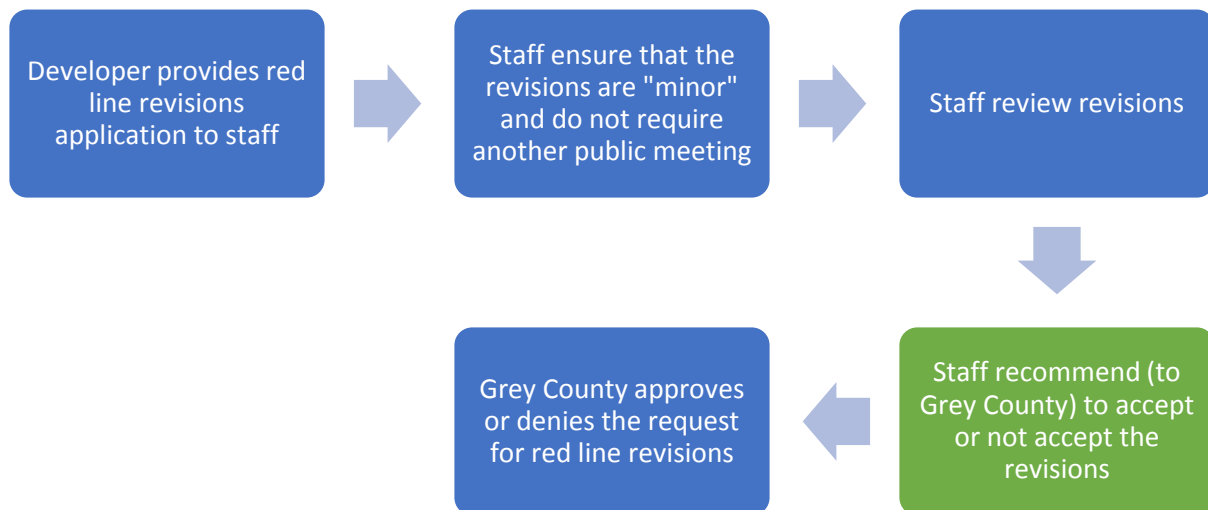 Developer provides red
line revisions
application to staff
Staff ensure that the
revisions are "minor"
and do not require
another public meeting
Staff review revisions
Staff recommend (to
Grey County) to accept
or not accept the
revisions
Grey County approves
or denies the request
for red line revisions